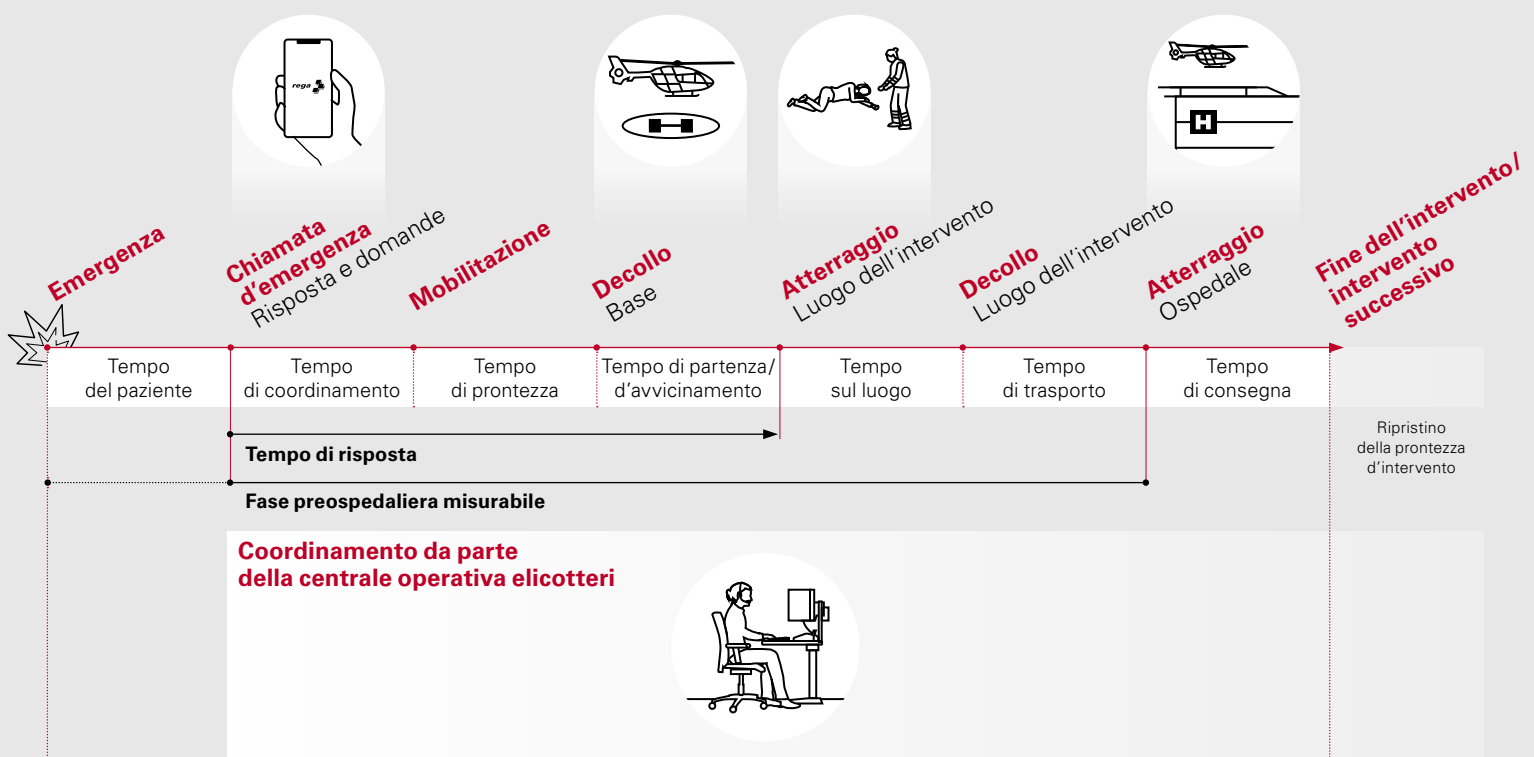 rega
H
Emergenza
Chiamata
d'emergenza
Risposta e domande
Mobilitazione
Decollo
Base
Atterraggio
Luogo dell'intervento
Decollo
Luogo dell'intervento
Atterraggio
Ospedale
Fine dell'intervento/
intervento
successivo
Tempo
del paziente
Tempo
di coordinamento
Tempo
di prontezza
Tempo di partenza/
d'avvicinamento
Tempo
sul luogo
Tempo
di trasporto
Tempo
di consegna
Ripristino
della prontezza
d'intervento
Tempo di risposta
Fase preospedaliera misurabile
Coordinamento da parte
della centrale operativa elicotteri